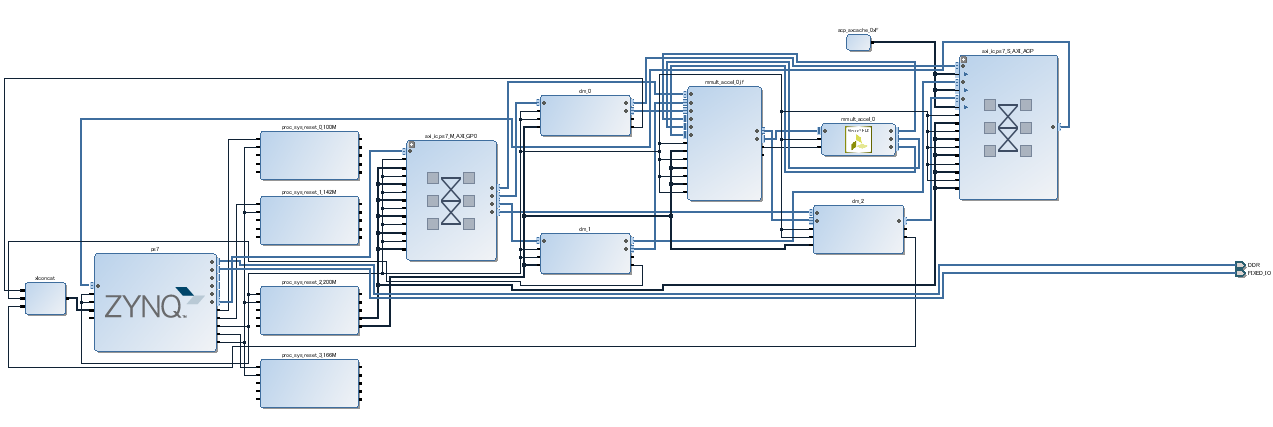 acp_axcache_0xF
axi_ic_ps7_S_AXI_ACP
mmult_accel_0_if
dm_0
mmult_accel_0
proc_sys_reset_0_100M
axi_ic_ps7_M_AXI_GP0
proc_sys_reset_1_142M
dm_2
dm_1
ps7
ZYNQ
DDR
FIXED_IO
xlconcat
proc_sys_reset_2_200M
proc_sys_reset_3_166M